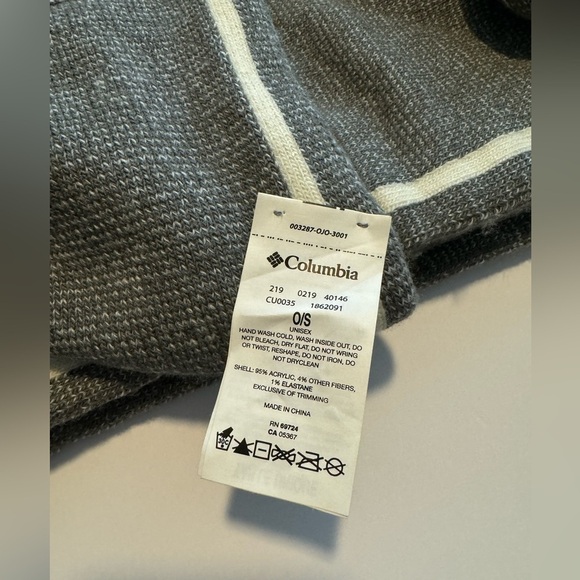 003287-OJO-3001
Columbia
219 0219 40146
CU0035 1862091
O/S
UNISEX
HAND WASH COLD, WASH INSIDE OUT, DO
NOT BLEACH, DRY FLAT, DO NOT WRING
OR TWIST, RESHAPE, DO NOT IRON, DO
NOT DRYCLEAN
SHELL: 95% ACRYLIC, 4% OTHER FIBERS,
1% ELASTANE
EXCLUSIVE OF TRIMMING
MADE IN CHINA
RN 69724
CA 05367